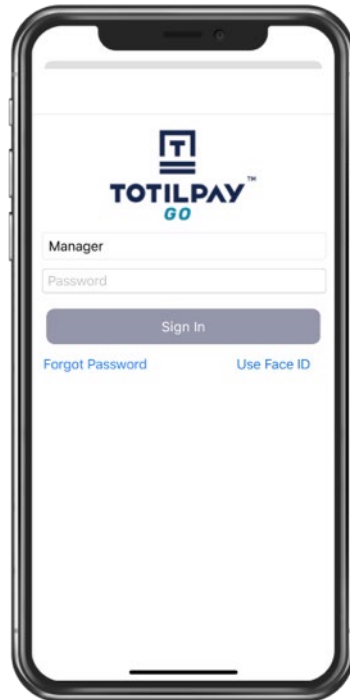 T
TOTILPAY™
GO
Manager
Password
Sign In
Forgot Password Use Face ID